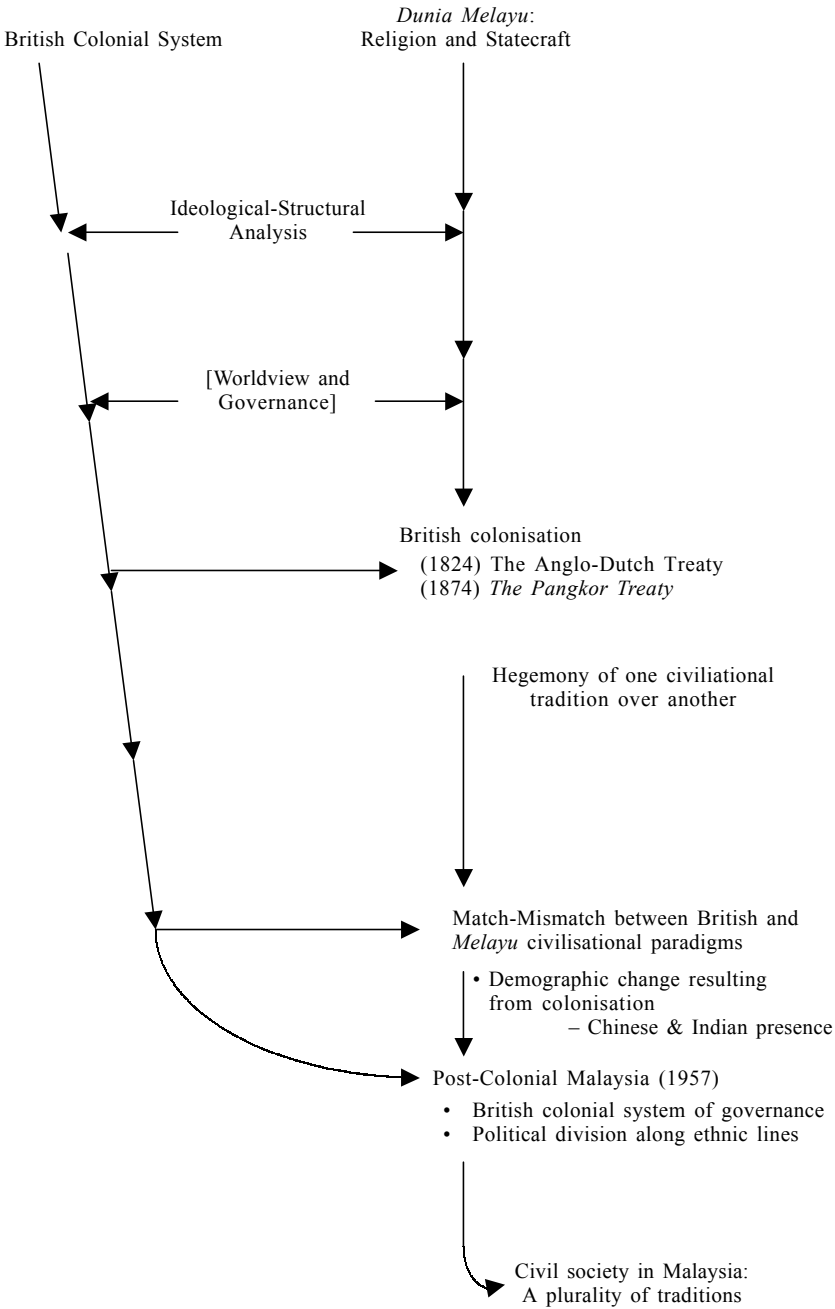 British Colonial System
Dunia Melayu:
Religion and Statecraft
Ideological-Structural
Analysis
[Worldview and
Governance]
British colonisation
(1824) The Anglo-Dutch Treaty
(1874) The Pangkor Treaty
Hegemony of one civiliational
tradition over another
Match-Mismatch between British and
Melayu civilisational paradigms
• Demographic change resulting
from colonisation
– Chinese & Indian presence
Post-Colonial Malaysia (1957)
• British colonial system of governance
• Political division along ethnic lines
Civil society in Malaysia:
A plurality of traditions